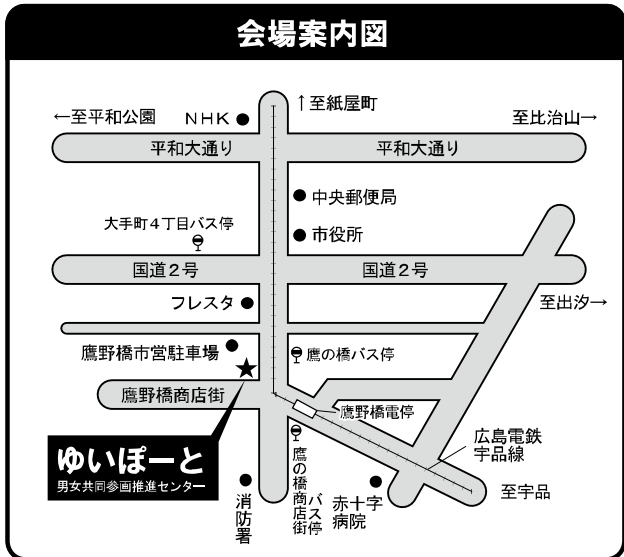 会場案内図
↑至紙屋町
←至平和公園
NHK
至比治山→
平和大通り
平和大通り
中央郵便局
大手町4丁目バス停
市役所
国道2号
国道2号
フレスタ
至出汐→
鷹野橋市営駐車場
鷹の橋バス停
鷹野橋商店街
鷹野橋電停
広島電鉄
宇品線
ゆいぽーと
男女共同参画推進センター
鷹の橋商店街
バス停
消防署
赤十字
病院
至宇品